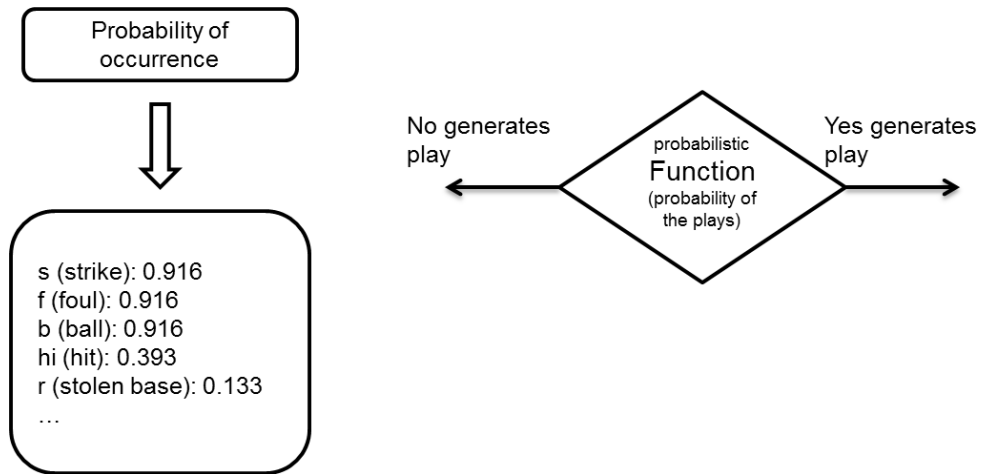 Probability of
occurrence
s (strike): 0.916
f (foul): 0.916
b (ball): 0.916
hi (hit): 0.393
r (stolen base): 0.133
…
No generates
play
probabilistic
Function
(probability of
the plays)
Yes generates
play